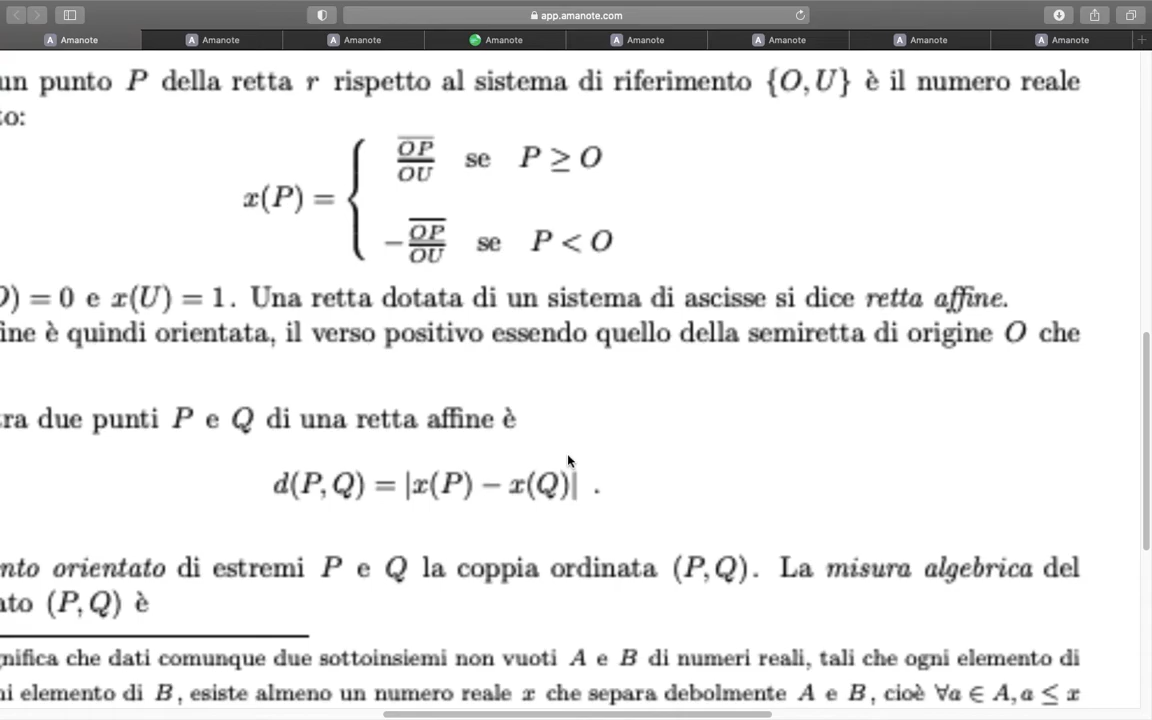 app.amanote.com
Amanote Amanote Amanote Amanote Amanote Amanote Amanote Amanote
un punto P della retta r rispetto al sistema di riferimento {O, U} è il numero reale
to:
x(P) = { OP/OU se P ≥ O
−OP/OU se P < O
O) = 0 e x(U) = 1. Una retta dotata di un sistema di ascisse si dice retta affine.
ine è quindi orientata, il verso positivo essendo quello della semiretta di origine O che
ra due punti P e Q di una retta affine è
d(P, Q) = |x(P) − x(Q)| .
nto orientato di estremi P e Q la coppia ordinata (P, Q). La misura algebrica del
ato (P, Q) è
gnifica che dati comunque due sottoinsiemi non vuoti A e B di numeri reali, tali che ogni elemento di
ni elemento di B, esiste almeno un numero reale x che separa debolmente A e B, cioè ∀a ∈ A, a ≤ x